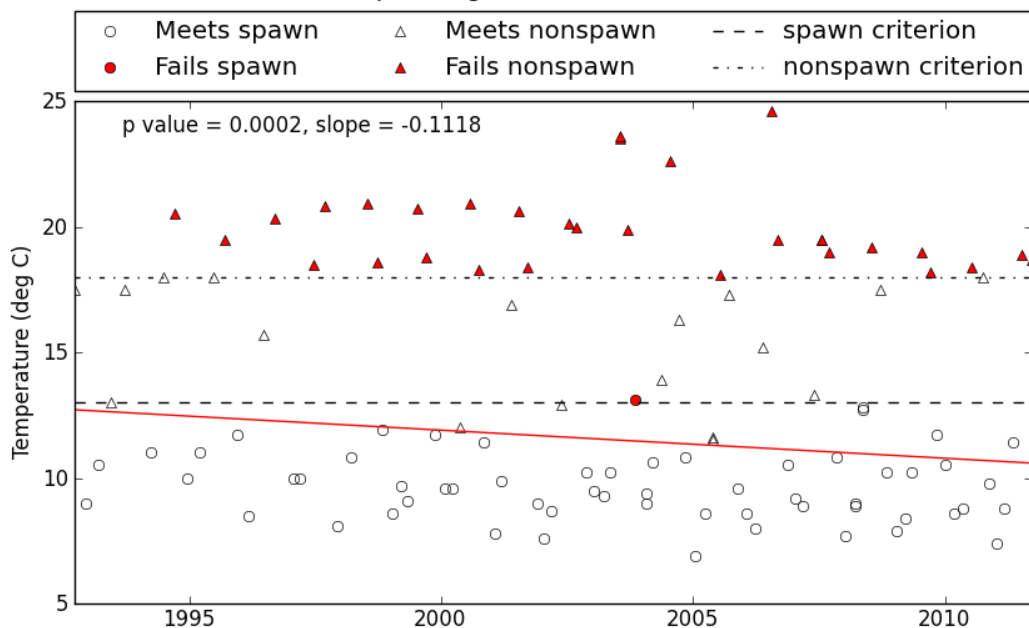 Meets spawn Meets nonspawn spawn criterion
Fails spawn Fails nonspawn nonspawn criterion
p value = 0.0002, slope = -0.1118
Temperature (deg C)
25
20
15
10
5
1995 2000 2005 2010